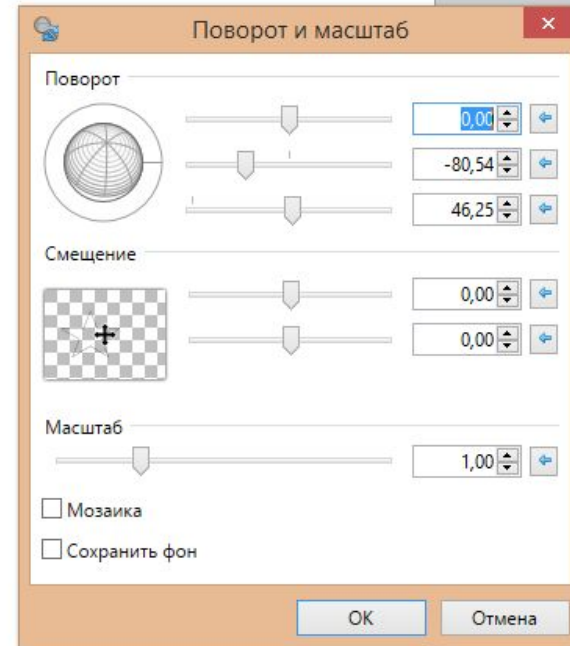 Поворот и масштаб
Поворот
0,00
-80,54
46,25
Смещение
0,00
0,00
Масштаб
1,00
Мозаика
Сохранить фон
ОК Отмена